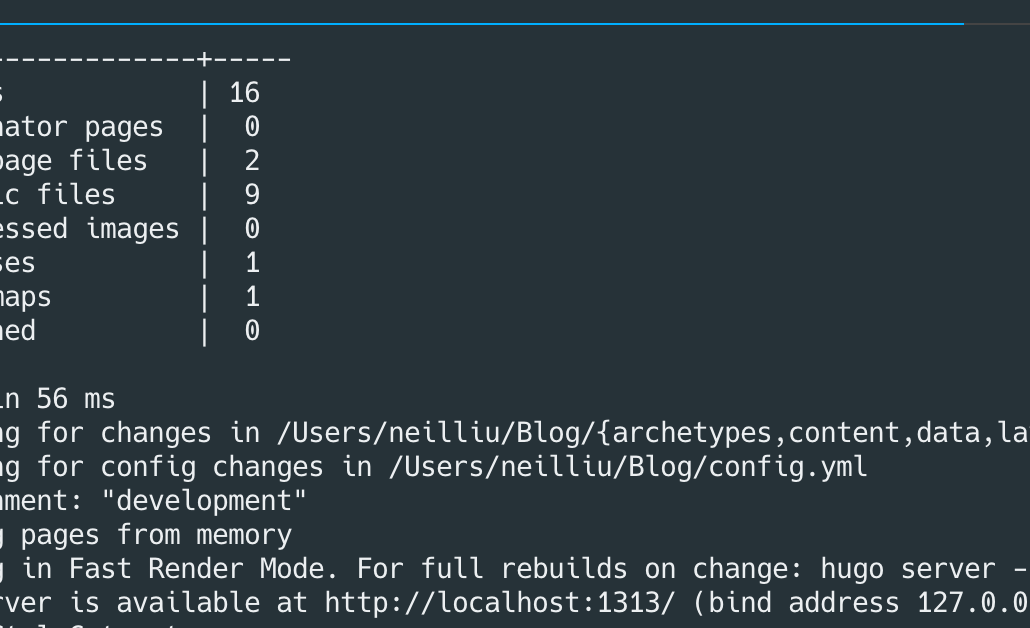 -------------+-----
s | 16
nator pages | 0
page files | 2
ic files | 9
essed images | 0
ses | 1
maps | 1
ned | 0
in 56 ms
ng for changes in /Users/neilliu/Blog/{archetypes,content,data,la
ng for config changes in /Users/neilliu/Blog/config.yml
nment: "development"
g pages from memory
g in Fast Render Mode. For full rebuilds on change: hugo server -
rver is available at http://localhost:1313/ (bind address 127.0.0